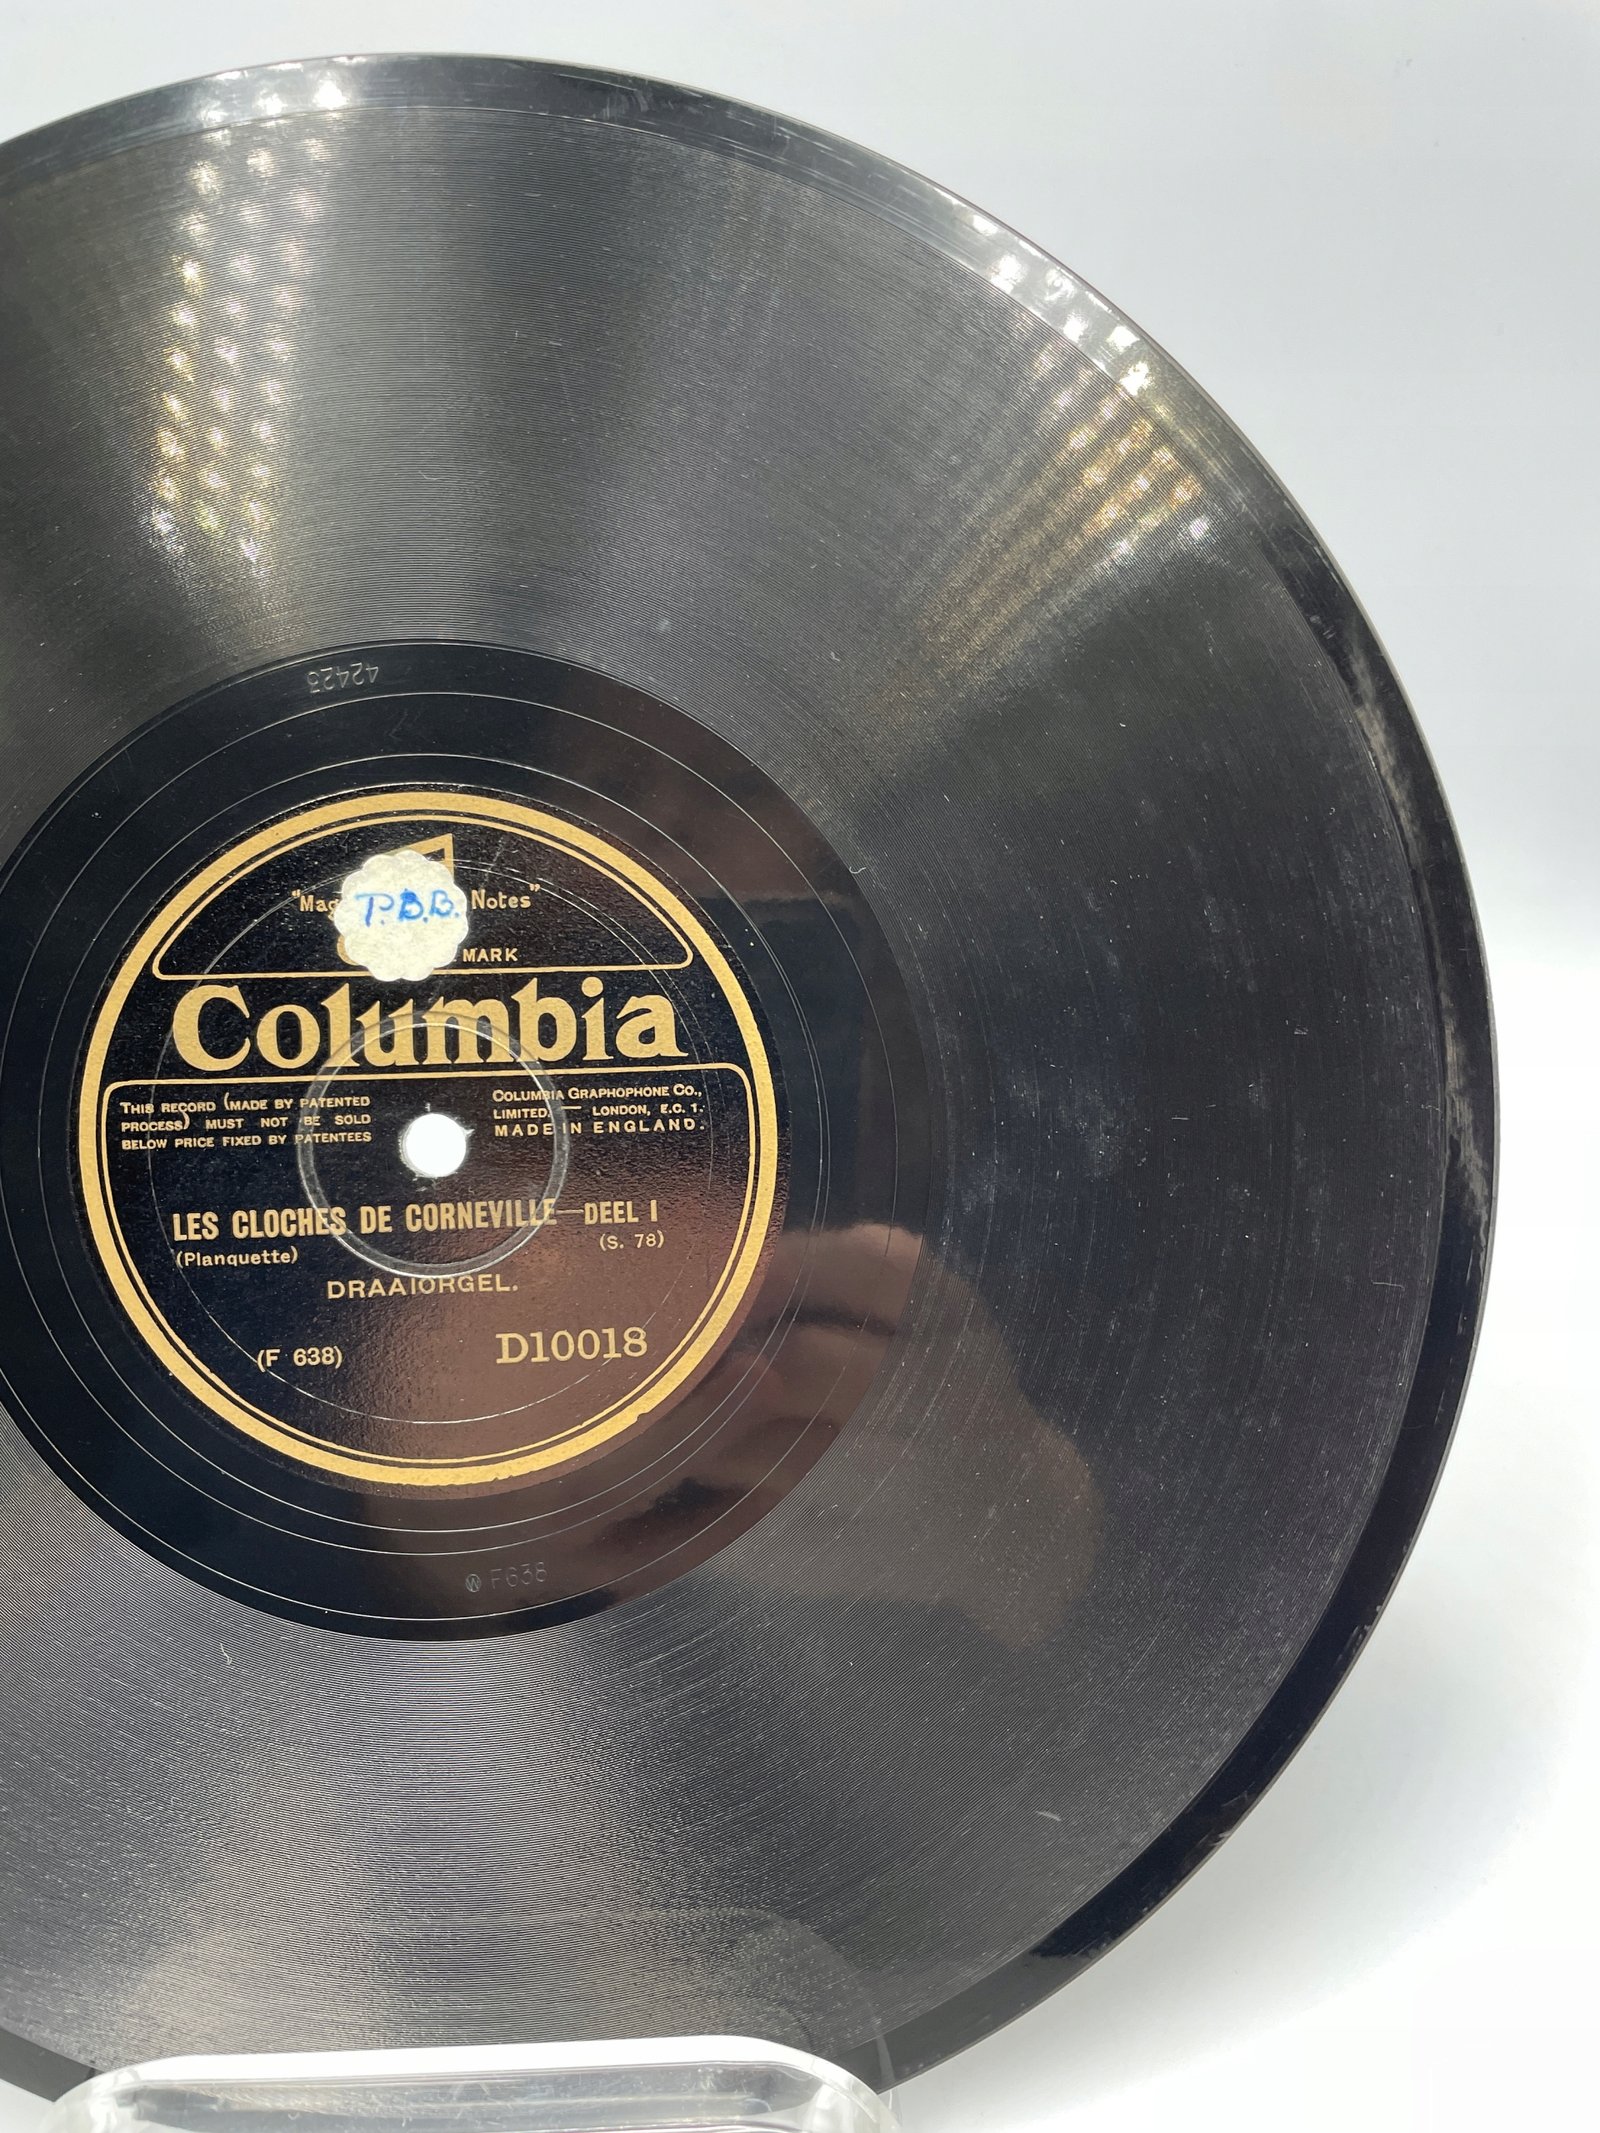 42423
"Mag Notes"
P.B.B.
MARK
Columbia
THIS RECORD (MADE BY PATENTED
PROCESS) MUST NOT BE SOLD
BELOW PRICE FIXED BY PATENTEES
COLUMBIA GRAPHOPHONE CO.,
LIMITED, — LONDON, E.C. 1.
MADE IN ENGLAND.
LES CLOCHES DE CORNEVILLE—DEEL I
(Planquette)
(S. 78)
DRAAIORGEL.
(F 638)
D10018
W F638